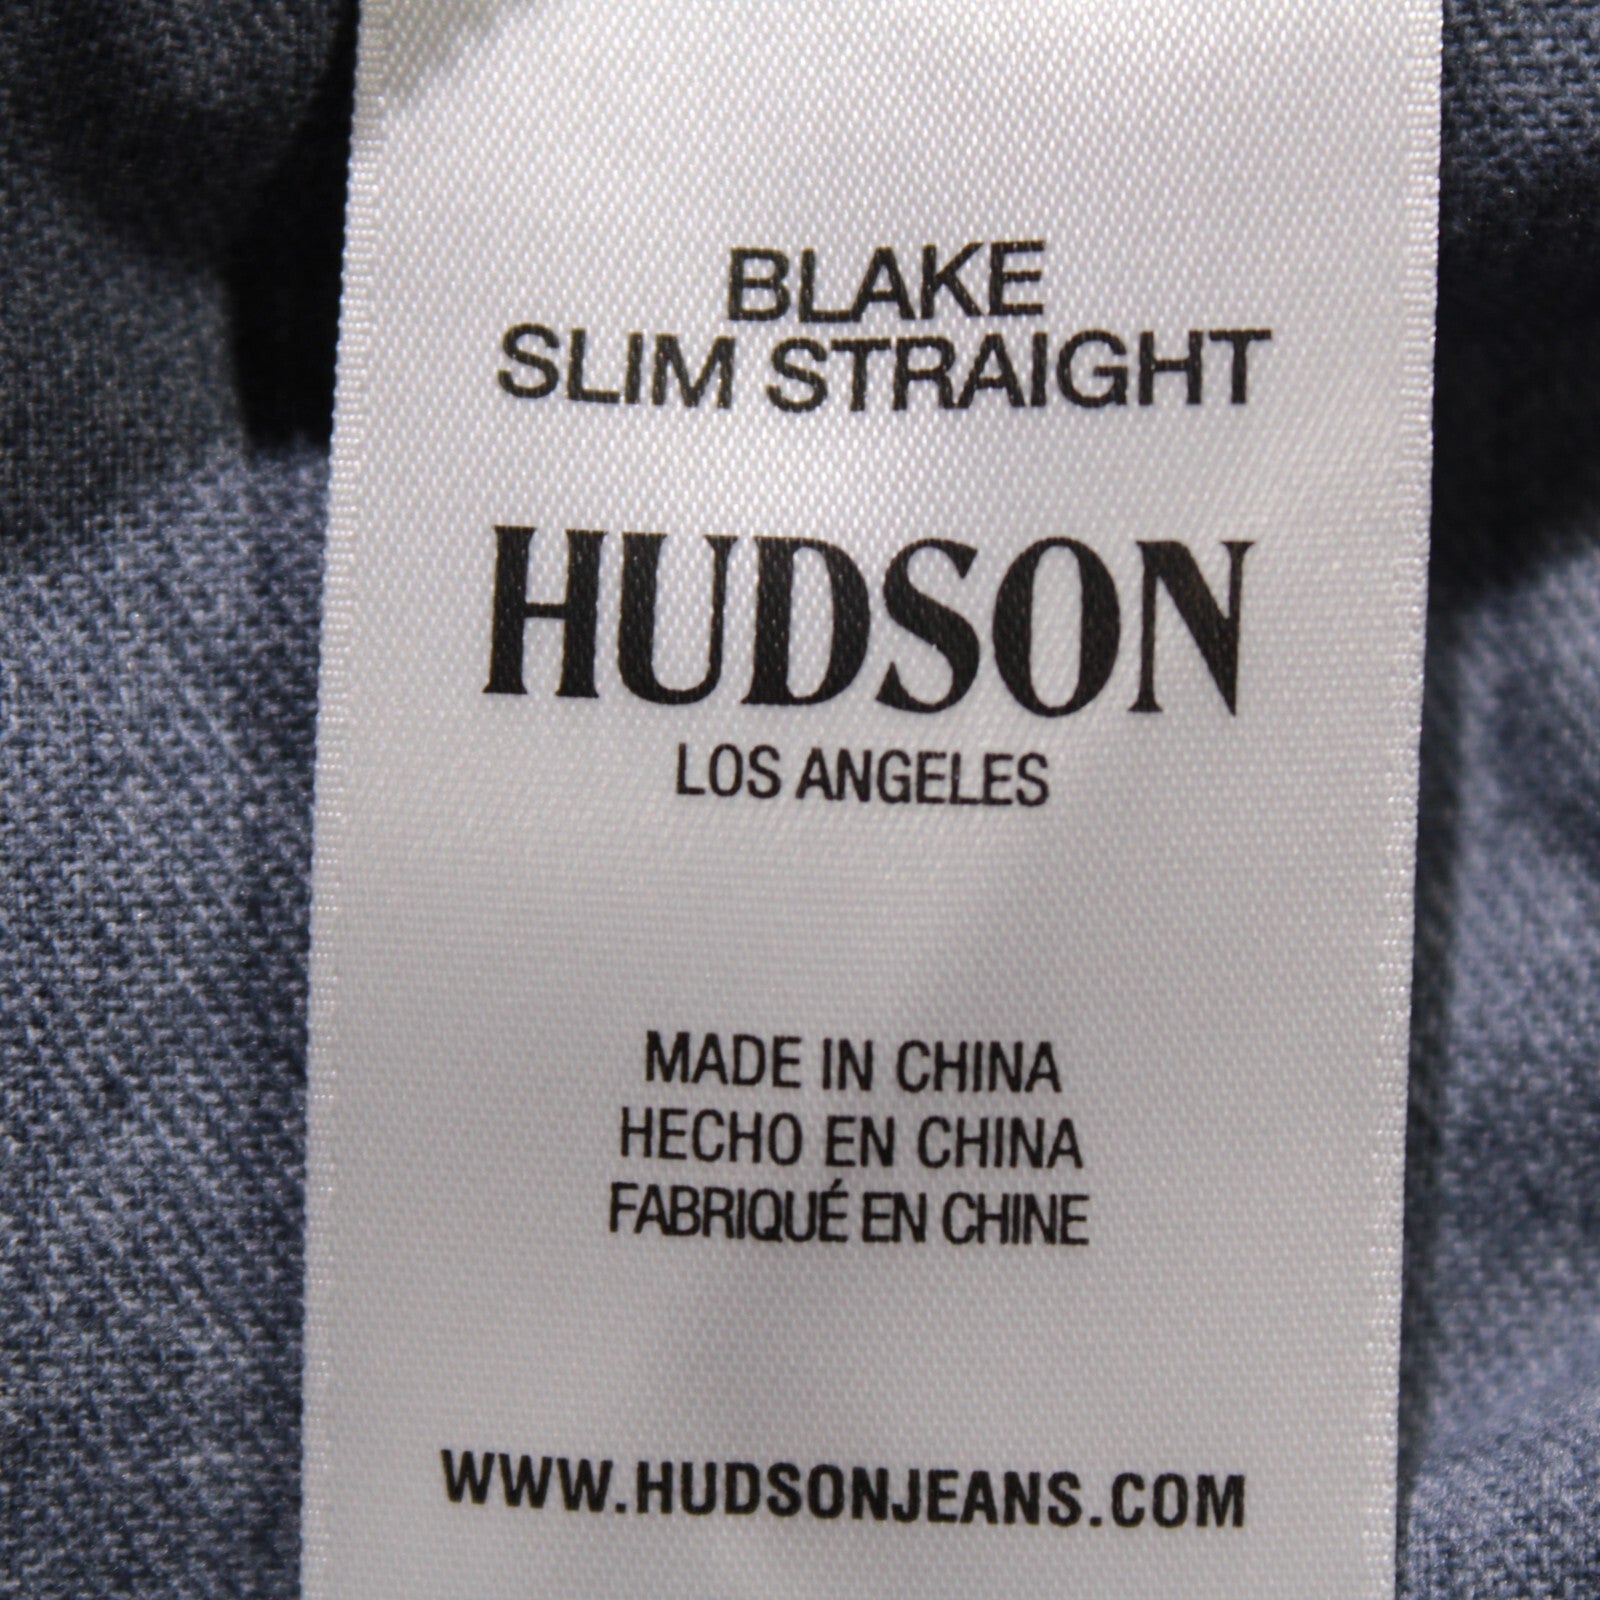 BLAKE
SLIM STRAIGHT
HUDSON
LOS ANGELES
MADE IN CHINA
HECHO EN CHINA
FABRIQUÉ EN CHINE
WWW.HUDSONJEANS.COM